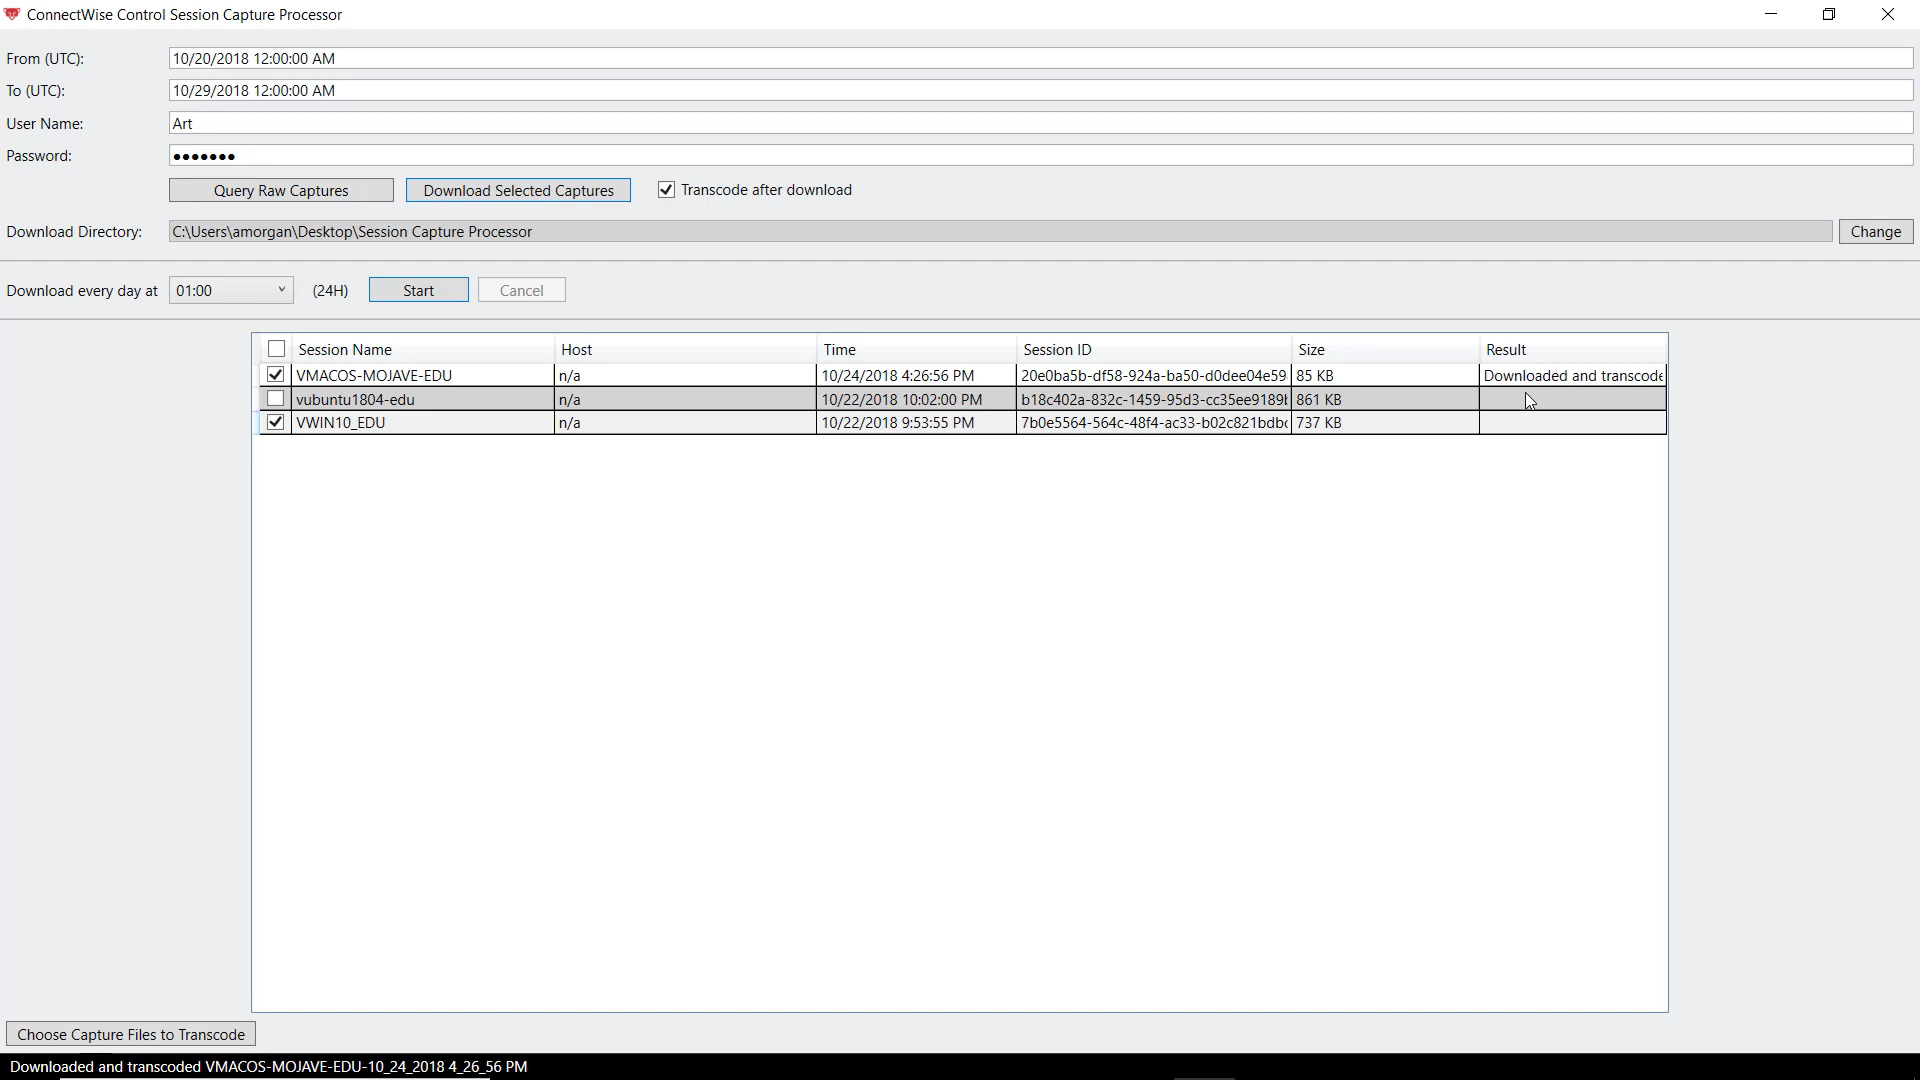 ConnectWise Control Session Capture Processor
From (UTC): 10/20/2018 12:00:00 AM
To (UTC): 10/29/2018 12:00:00 AM
User Name: Art
Password: ●●●●●●●
Query Raw Captures Download Selected Captures Transcode after download
Download Directory: C:\Users\amorgan\Desktop\Session Capture Processor Change
Download every day at 01:00 (24H) Start Cancel
Session Name Host Time Session ID Size Result
VMACOS-MOJAVE-EDU n/a 10/24/2018 4:26:56 PM 20e0ba5b-df58-924a-ba50-d0dee04e59 85 KB Downloaded and transcode
vubuntu1804-edu n/a 10/22/2018 10:02:00 PM b18c402a-832c-1459-95d3-cc35ee9189 861 KB
VWIN10_EDU n/a 10/22/2018 9:53:55 PM 7b0e5564-564c-48f4-ac33-b02c821bdb 737 KB
Choose Capture Files to Transcode
Downloaded and transcoded VMACOS-MOJAVE-EDU-10_24_2018 4_26_56 PM